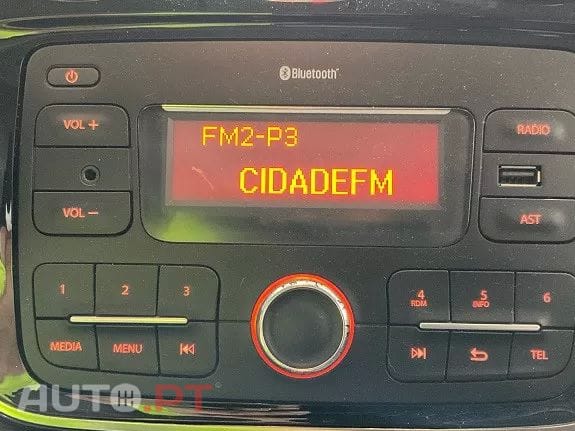 Bluetooth
VOL +
FM2-P3
RADIO
CIDADEFM
VOL −
AST
1
2
3
4
RDM
5
INFO
6
MEDIA
MENU
TEL
AUTO.PT